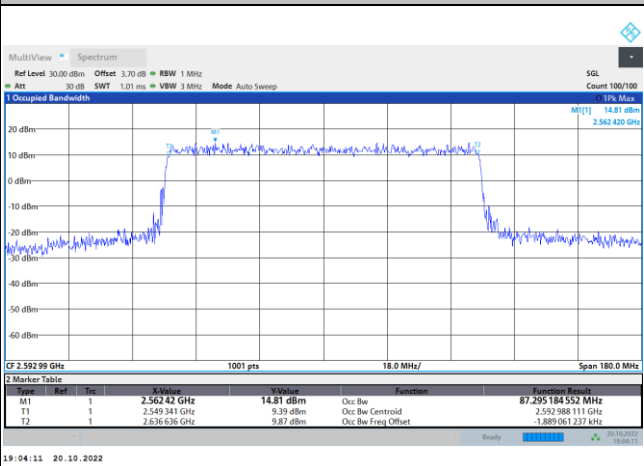 MultiView Spectrum
Ref Level 30.00 dBm Offset 3.70 dB RBW 1 MHz SGL
Att 30 dB SWT 1.01 ms VBW 3 MHz Mode Auto Sweep Count 100/100
1 Occupied Bandwidth 1Pk Max
M1[1] 14.81 dBm
2.562 420 GHz
20 dBm
M1
T1 T2
10 dBm
0 dBm
-10 dBm
-20 dBm
-30 dBm
-40 dBm
-50 dBm
-60 dBm
CF 2.592 99 GHz 1001 pts 18.0 MHz/ Span 180.0 MHz
2 Marker Table
Type Ref Trc X-Value Y-Value Function Function Result
M1 1 2.562 42 GHz 14.81 dBm Occ Bw 87.295 184 552 MHz
T1 1 2.549 341 GHz 9.39 dBm Occ Bw Centroid 2.592 988 111 GHz
T2 1 2.636 636 GHz 9.87 dBm Occ Bw Freq Offset -1.889 061 237 kHz
Ready 20.10.2022
19:04:11
19:04:11 20.10.2022